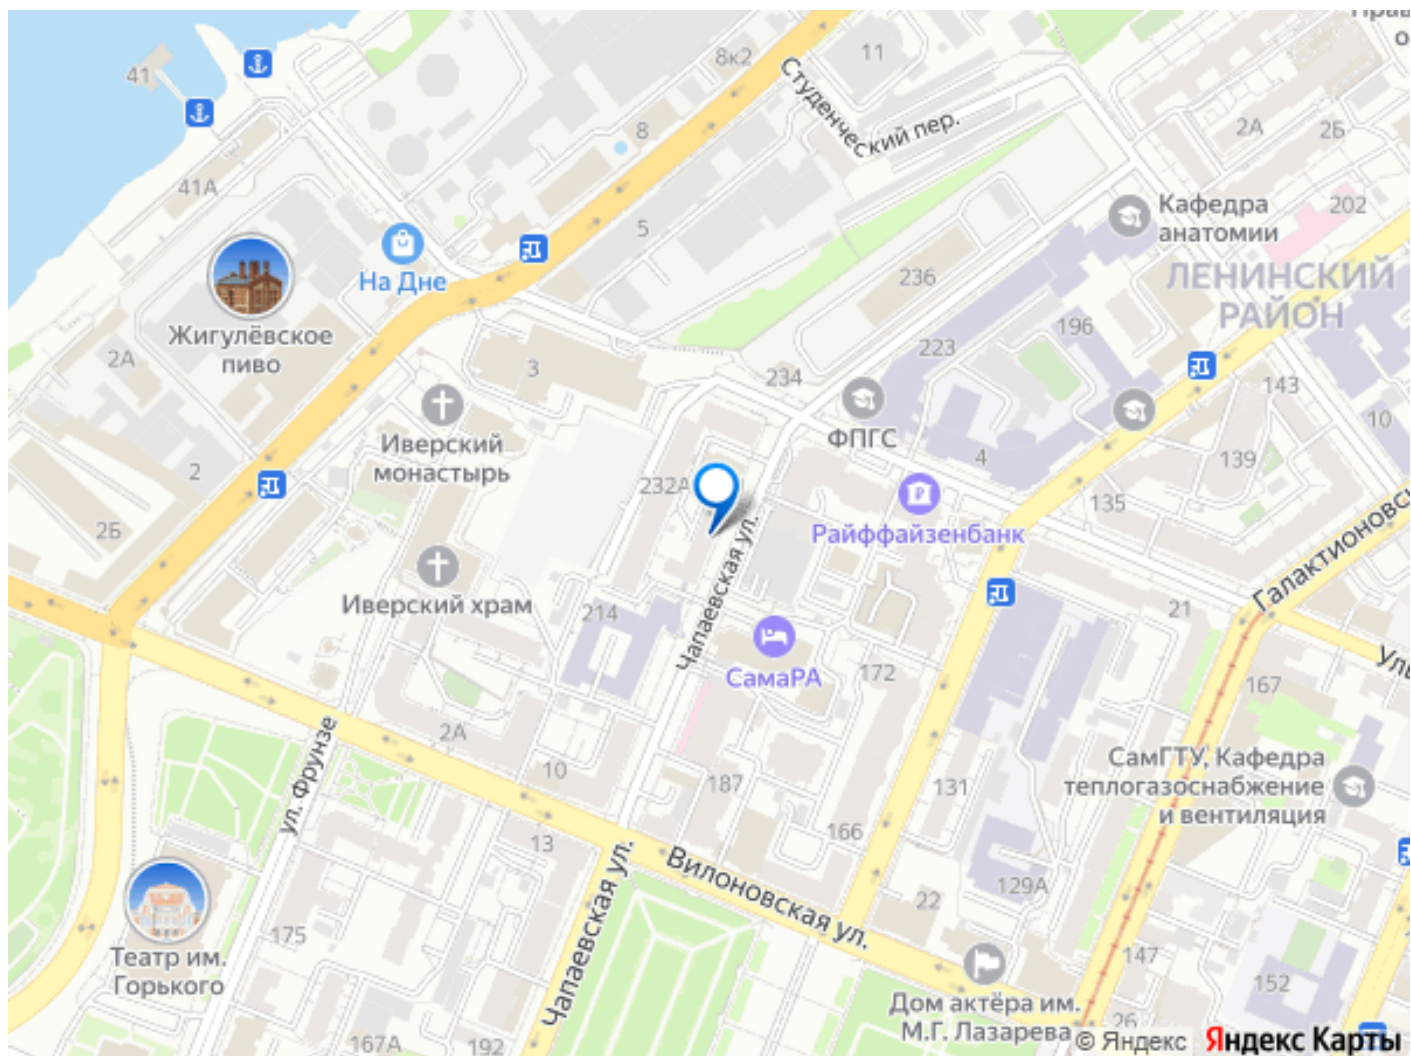 41
8к2
11
Студенческий пер.
8
2А
2Б
41А
Кафедра
анатомии
202
5
На Дне
236
ЛЕНИНСКИЙ
РАЙОН
Жигулёвское
пиво
2А
196
223
3
234
143
ФПГС
10
Иверский
монастырь
4
139
2
232А
135
2Б
Райффайзенбанк
Чапаевская ул.
Галактионовс
Иверский храм
214
21
СамаРА
172
Ули
167
2А
ул. Фрунзе
10
187
131
СамГТУ, Кафедра
теплогазоснабжение
и вентиляция
166
13
Вилоновская ул.
129А
22
Чапаевская ул.
175
147
Театр им.
Горького
152
Дом актёра им.
М.Г. Лазарева
26
167А
192
© Яндекс Яндекс Карты